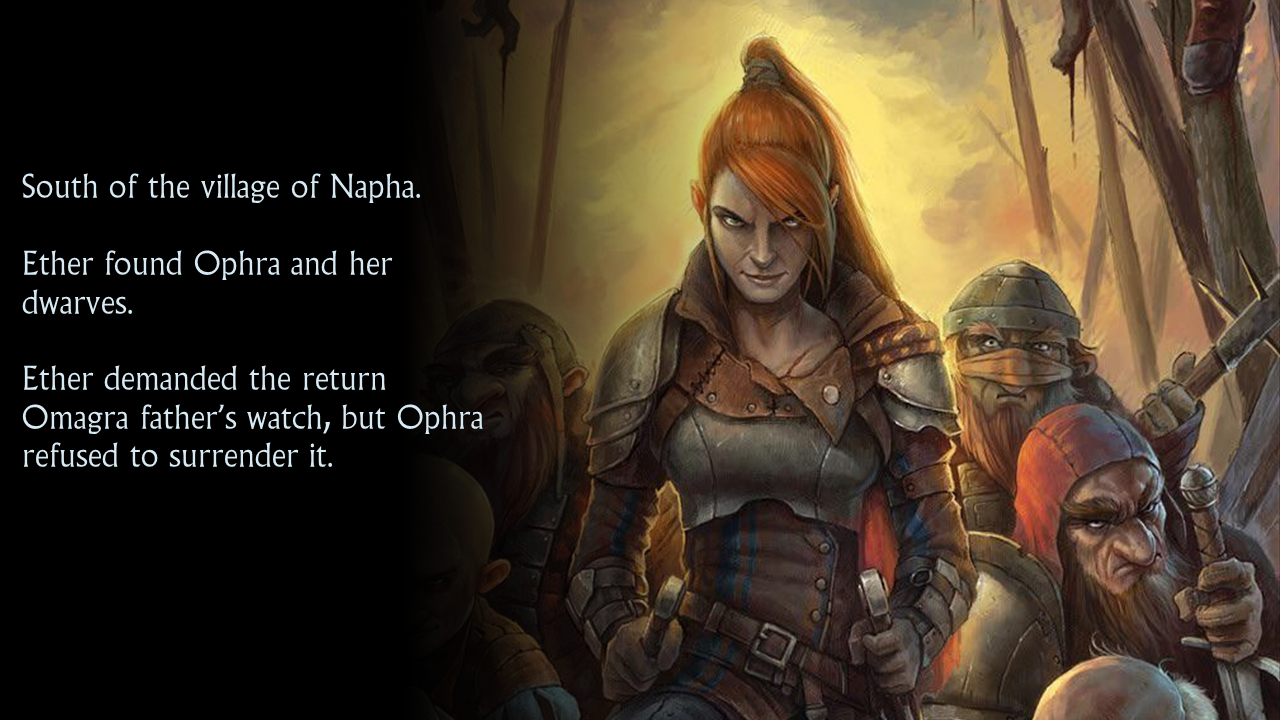 South of the village of Napha.
Ether found Ophra and her
dwarves.
Ether demanded the return
Omagra father's watch, but Ophra
refused to surrender it.